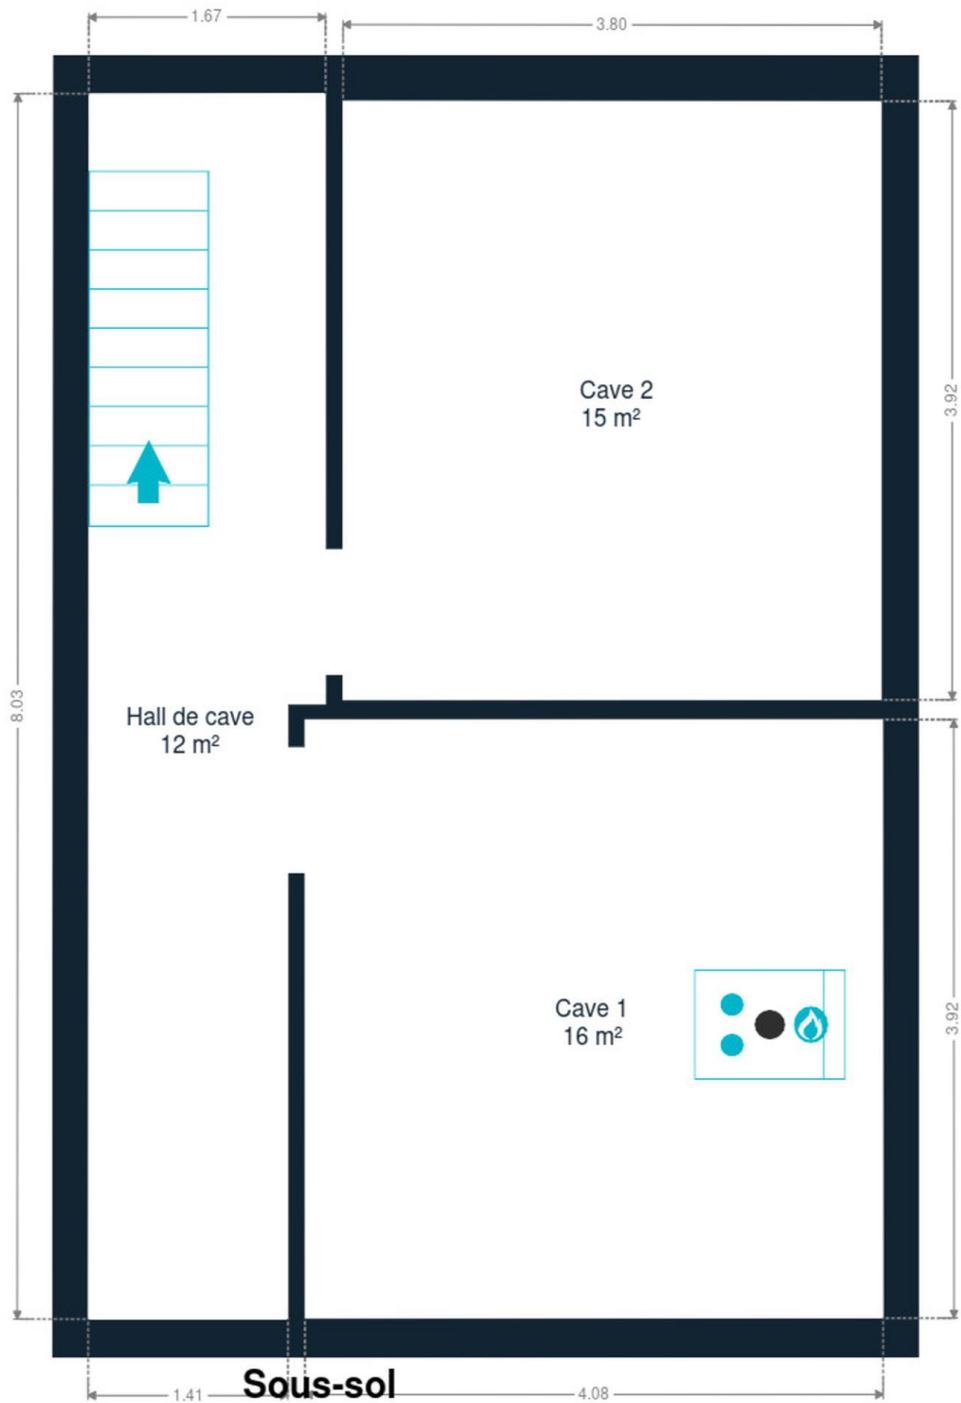 1.67
3.80
Cave 2
15 m²
3.92
8.03
Hall de cave
12 m²
Cave 1
16 m²
3.92
Sous-sol
1.41
4.08